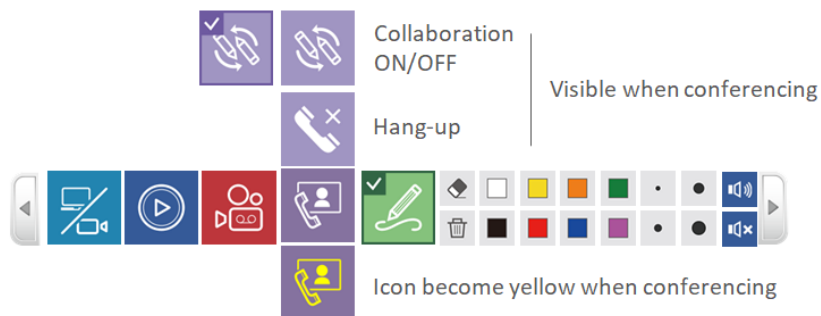 Collaboration
ON/OFF
Visible when conferencing
Hang-up
Icon become yellow when conferencing